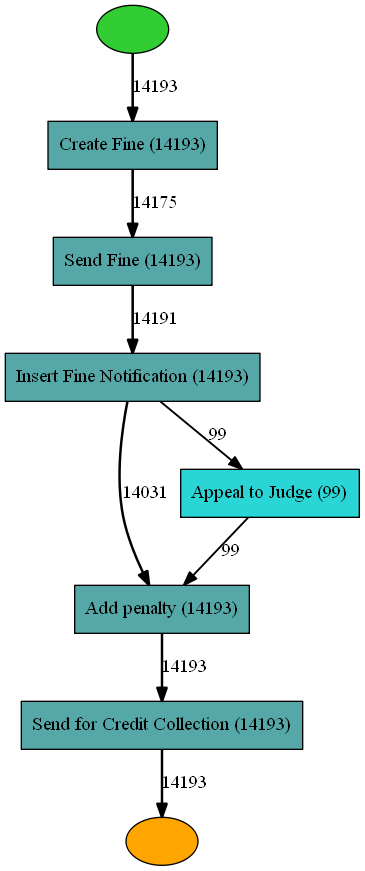 14193
Create Fine (14193)
14175
Send Fine (14193)
14191
Insert Fine Notification (14193)
99
14031
Appeal to Judge (99)
99
Add penalty (14193)
14193
Send for Credit Collection (14193)
14193